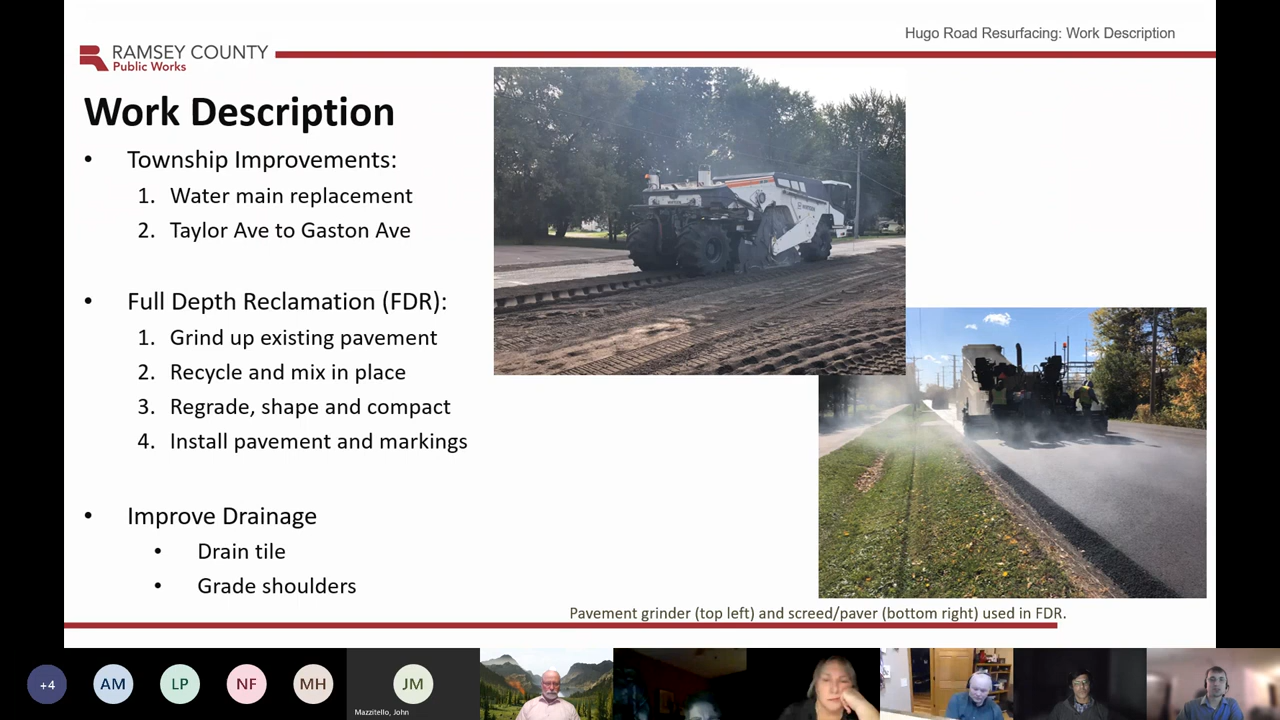 Hugo Road Resurfacing: Work Description
RAMSEY COUNTY
Public Works
Work Description
• Township Improvements:
1. Water main replacement
2. Taylor Ave to Gaston Ave
• Full Depth Reclamation (FDR):
1. Grind up existing pavement
2. Recycle and mix in place
3. Regrade, shape and compact
4. Install pavement and markings
• Improve Drainage
• Drain tile
• Grade shoulders
Pavement grinder (top left) and screed/paver (bottom right) used in FDR.
+4
AM
LP
NF
MH
JM
Mazzitello, John